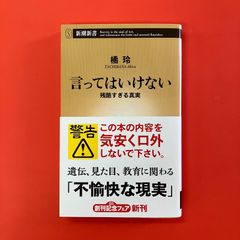 新潮新書
橘 玲
TACHIBANA Akira
言ってはいけない
残酷すぎる真実
警告
この本の内容を
気安く口外
しないで下さい。
遺伝、見た目、教育に関わる
「不愉快な現実」
創刊記念フェア 新刊